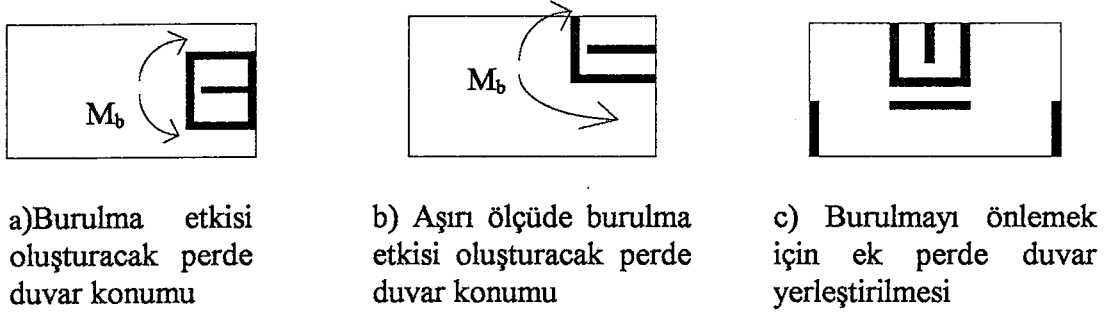 M_b
M_b
a)Burulma etkisi
oluşturacak perde
duvar konumu
b) Aşırı ölçüde burulma
etkisi oluşturacak perde
duvar konumu
c) Burulmayı önlemek
için ek perde duvar
yerleştirilmesi